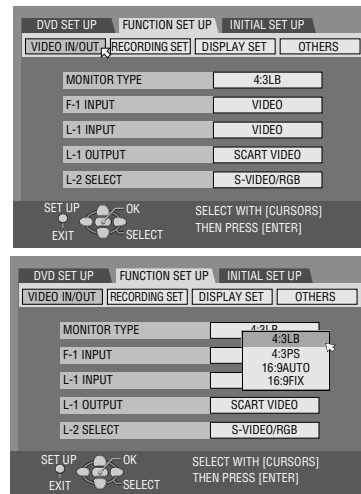 DVD SET UP FUNCTION SET UP INITIAL SET UP
VIDEO IN/OUT RECORDING SET DISPLAY SET OTHERS
MONITOR TYPE 4:3LB
F-1 INPUT VIDEO
L-1 INPUT VIDEO
L-1 OUTPUT SCART VIDEO
L-2 SELECT S-VIDEO/RGB
SET UP OK SELECT WITH [CURSORS]
EXIT SELECT THEN PRESS [ENTER]
DVD SET UP FUNCTION SET UP INITIAL SET UP
VIDEO IN/OUT RECORDING SET DISPLAY SET OTHERS
MONITOR TYPE 4:3LB
4:3LB
F-1 INPUT 4:3PS
16:9AUTO
L-1 INPUT 16:9FIX
L-1 OUTPUT SCART VIDEO
L-2 SELECT S-VIDEO/RGB
SET UP OK SELECT WITH [CURSORS]
EXIT SELECT THEN PRESS [ENTER]